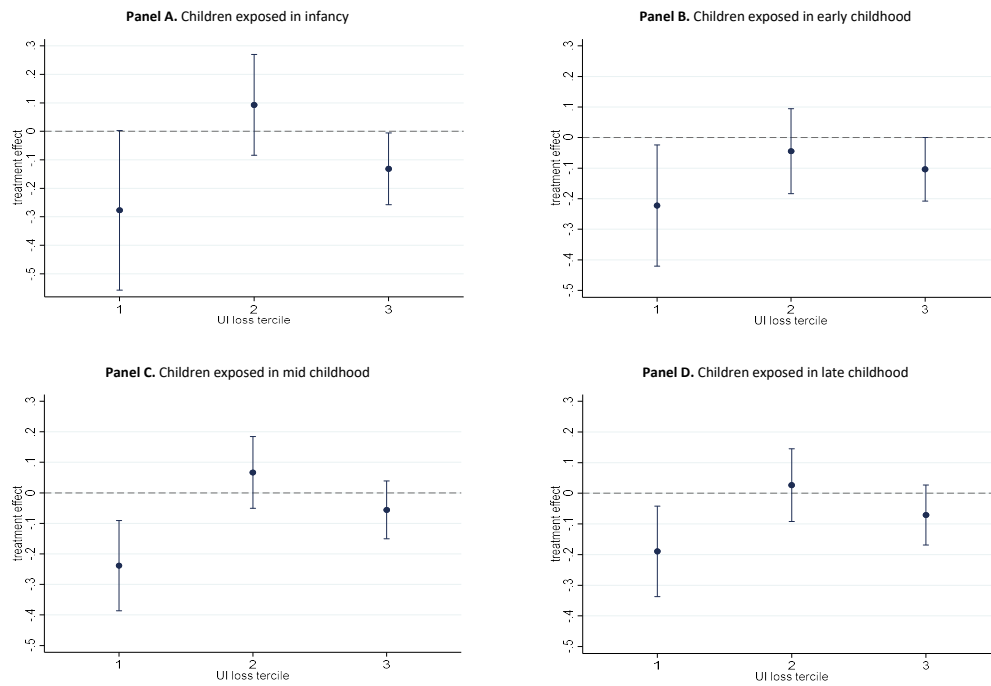 Panel A. Children exposed in infancy
treatment effect
.3
.2
.1
0
-.1
-.2
-.3
-.4
-.5
1 2 3
UI loss tercile
Panel B. Children exposed in early childhood
treatment effect
.3
.2
.1
0
-.1
-.2
-.3
-.4
-.5
1 2 3
UI loss tercile
Panel C. Children exposed in mid childhood
treatment effect
.3
.2
.1
0
-.1
-.2
-.3
-.4
-.5
1 2 3
UI loss tercile
Panel D. Children exposed in late childhood
treatment effect
.3
.2
.1
0
-.1
-.2
-.3
-.4
-.5
1 2 3
UI loss tercile